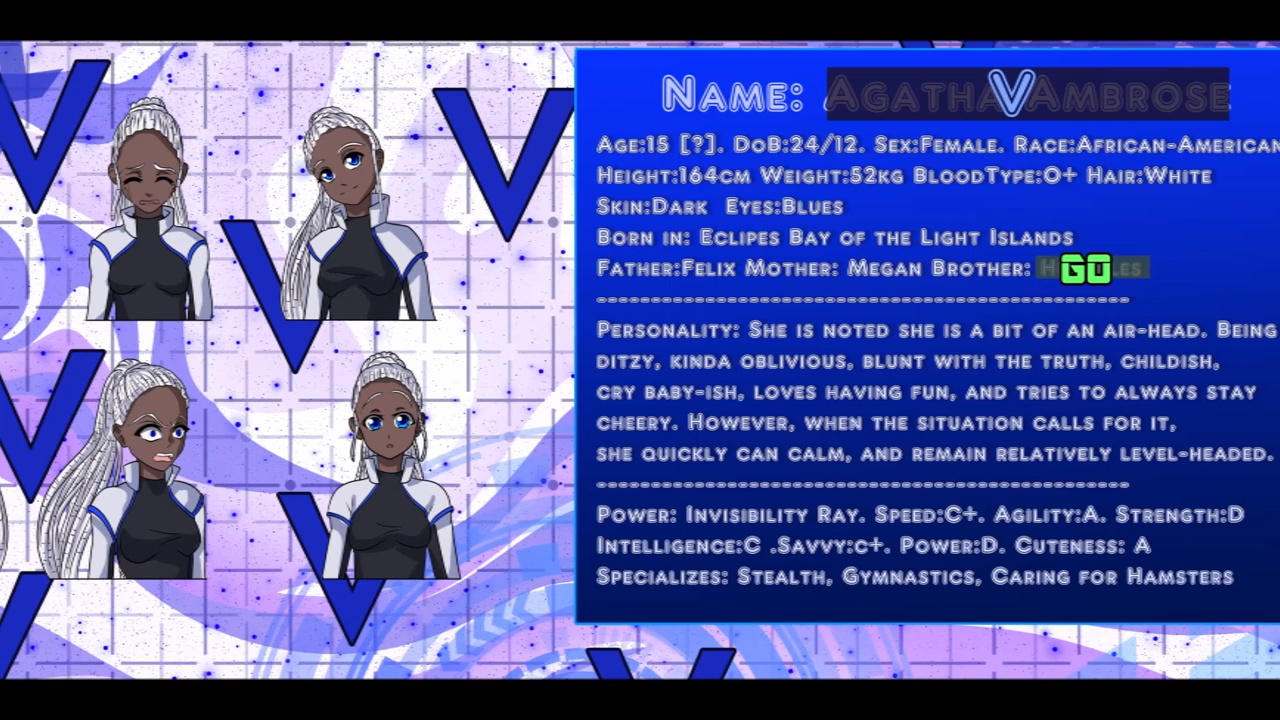 Name: Agatha V Ambrose
Age:15 [?]. DoB:24/12. Sex:Female. Race:African-American
Height:164cm Weight:52kg BloodType:O+ Hair:White
Skin:Dark Eyes:Blues
Born in: Eclipes Bay of the Light Islands
Father:Felix Mother: Megan Brother: GO
----------------------------------------------------
Personality: She is noted she is a bit of an air-head. Being
ditzy, kinda oblivious, blunt with the truth, childish,
cry baby-ish, loves having fun, and tries to always stay
cheery. However, when the situation calls for it,
she quickly can calm, and remain relatively level-headed.
----------------------------------------------------
Power: Invisibility Ray. Speed:C+. Agility:A. Strength:D
Intelligence:C .Savvy:c+. Power:D. Cuteness: A
Specializes: Stealth, Gymnastics, Caring for Hamsters